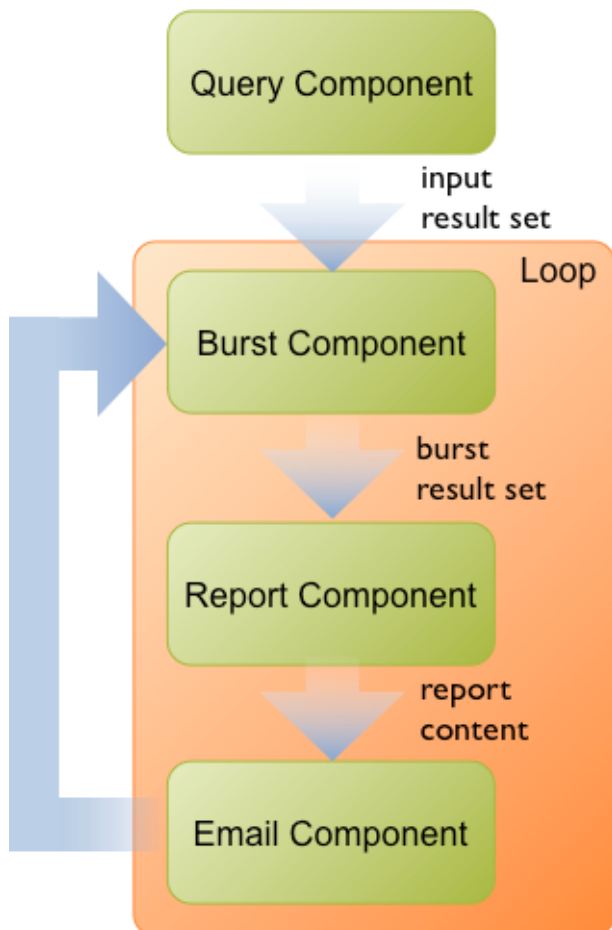 Query Component
input
result set
Loop
Burst Component
burst
result set
Report Component
report
content
Email Component